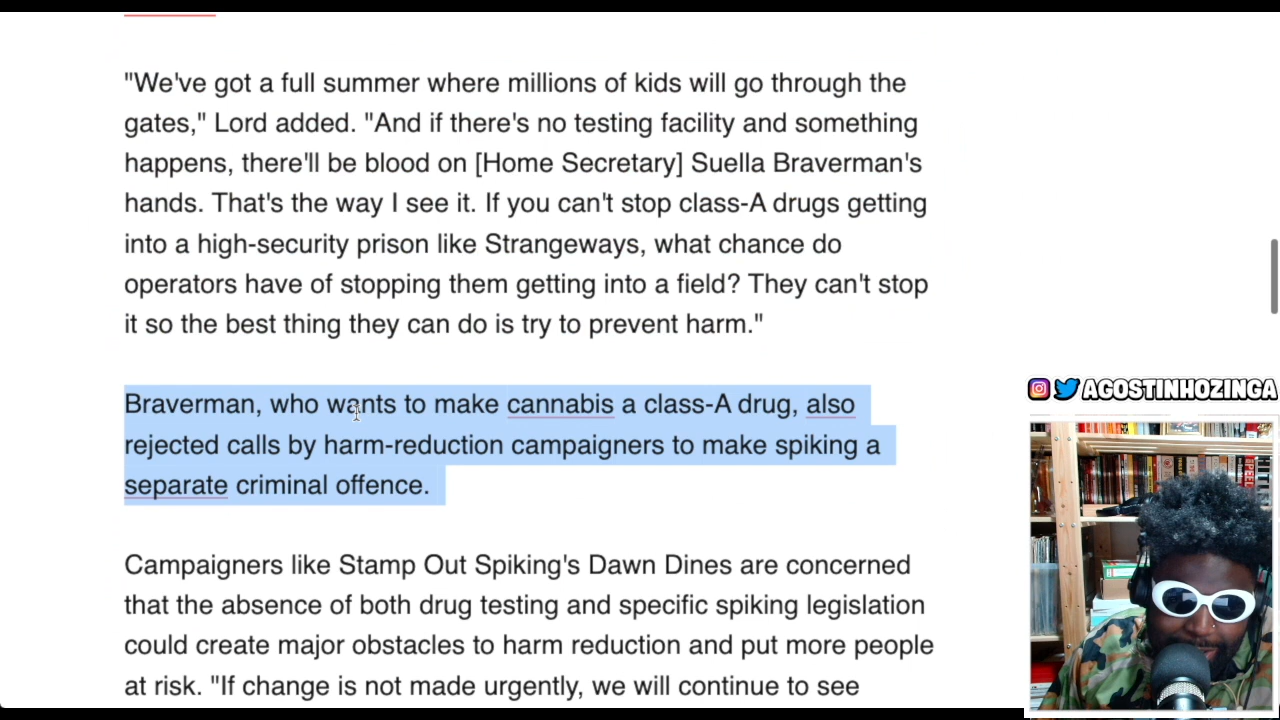 "We've got a full summer where millions of kids will go through the
gates," Lord added. "And if there's no testing facility and something
happens, there'll be blood on [Home Secretary] Suella Braverman's
hands. That's the way I see it. If you can't stop class-A drugs getting
into a high-security prison like Strangeways, what chance do
operators have of stopping them getting into a field? They can't stop
it so the best thing they can do is try to prevent harm."
Braverman, who wants to make cannabis a class-A drug, also
rejected calls by harm-reduction campaigners to make spiking a
separate criminal offence.
Campaigners like Stamp Out Spiking's Dawn Dines are concerned
that the absence of both drug testing and specific spiking legislation
could create major obstacles to harm reduction and put more people
at risk. "If change is not made urgently, we will continue to see
AGOSTINHOZINGA